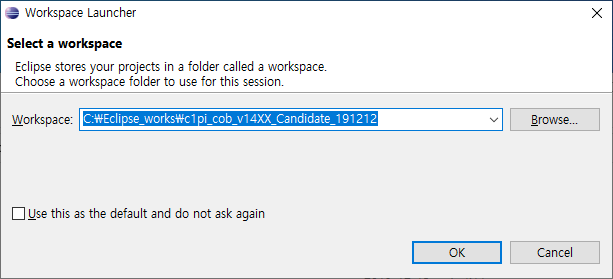 Workspace Launcher
Select a workspace
Eclipse stores your projects in a folder called a workspace.
Choose a workspace folder to use for this session.
Workspace: C:₩Eclipse_works₩c1pi_cob_v14XX_Candidate_191212 Browse...
Use this as the default and do not ask again
OK Cancel